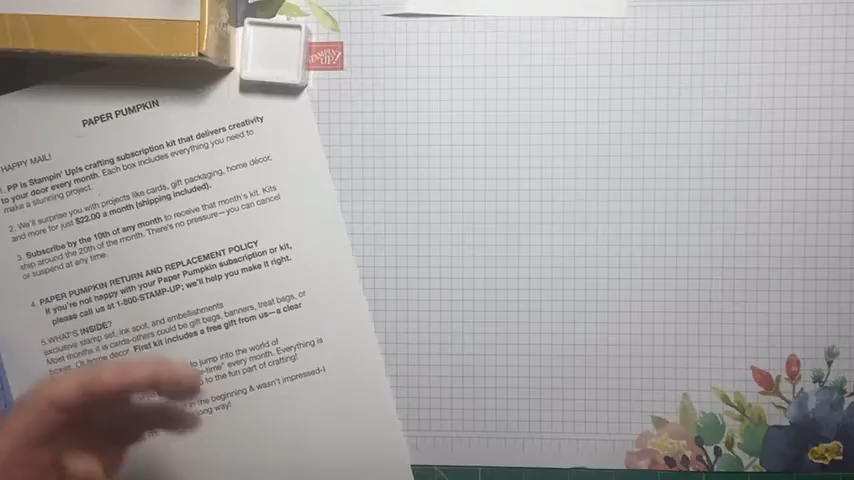 STAMPIN' UP!
PAPER PUMPKIN
HAPPY MAIL!
1. PP is Stampin' Up!s crafting subscription kit that delivers creativity
to your door every month. Each box includes everything you need to
make a stunning project.
2. We'll surprise you with projects like cards, gift packaging, home décor,
and more for just $22.00 a month (shipping included).
3. Subscribe by the 10th of any month to receive that month's kit. Kits
ship around the 20th of the month. There's no pressure—you can cancel
or suspend at any time.
4. PAPER PUMPKIN RETURN AND REPLACEMENT POLICY
If you're not happy with your Paper Pumpkin subscription or kit,
please call us at 1-800-STAMP-UP; we'll help you make it right.
5.WHAT'S INSIDE?
exclusive stamp set, ink spot, and embellishments
Most months it is cards-others could be gift bags, banners, treat bags, or
boxes. Or home decor First kit includes a free gift from us—a clear
to jump into the world of
e-time" every month. Everything is
to the fun part of crafting!
in the beginning & wasn't impressed-I
long way!